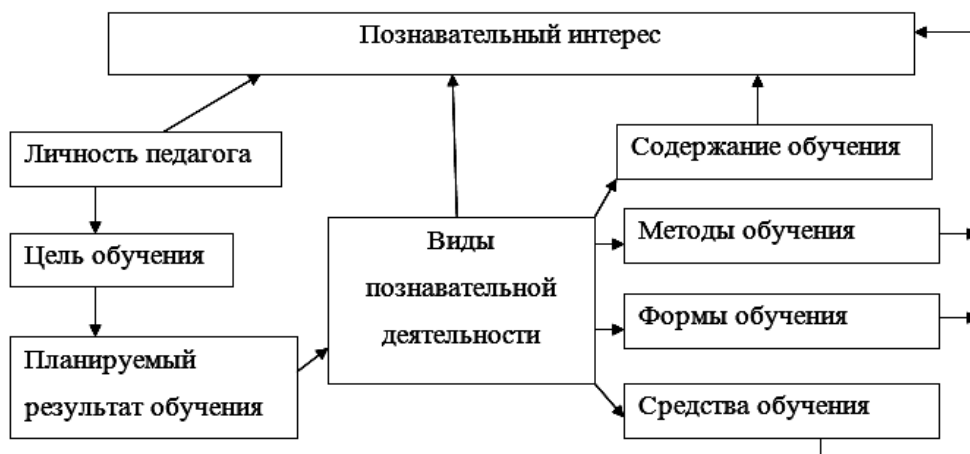 Познавательный интерес
Личность педагога
Цель обучения
Планируемый
результат обучения
Виды
познавательной
деятельности
Содержание обучения
Методы обучения
Формы обучения
Средства обучения